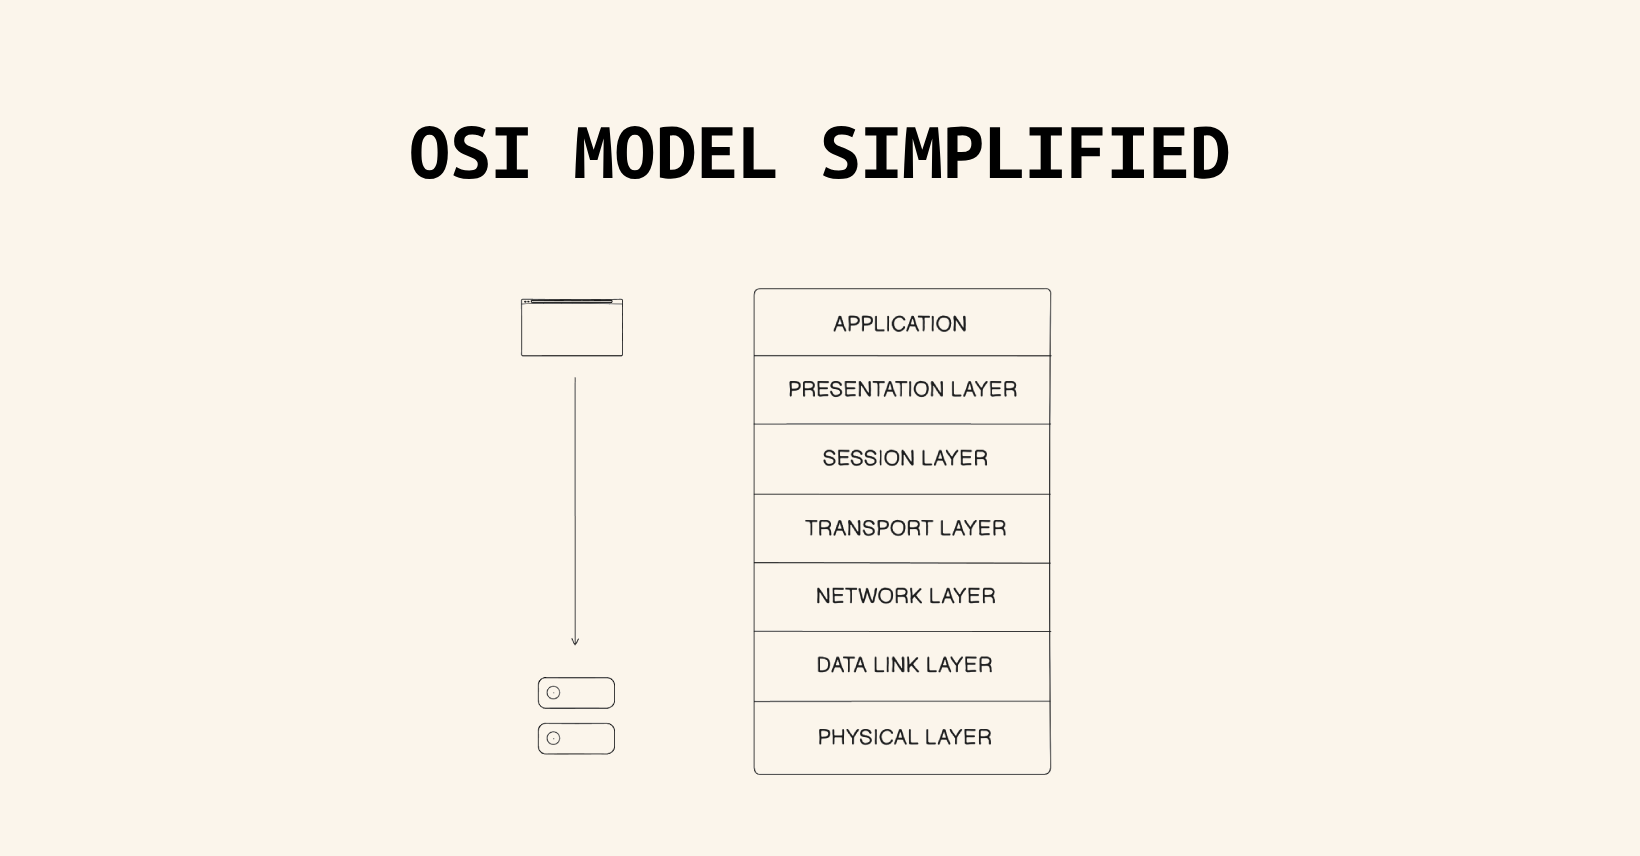 OSI MODEL SIMPLIFIED
APPLICATION
PRESENTATION LAYER
SESSION LAYER
TRANSPORT LAYER
NETWORK LAYER
DATA LINK LAYER
PHYSICAL LAYER